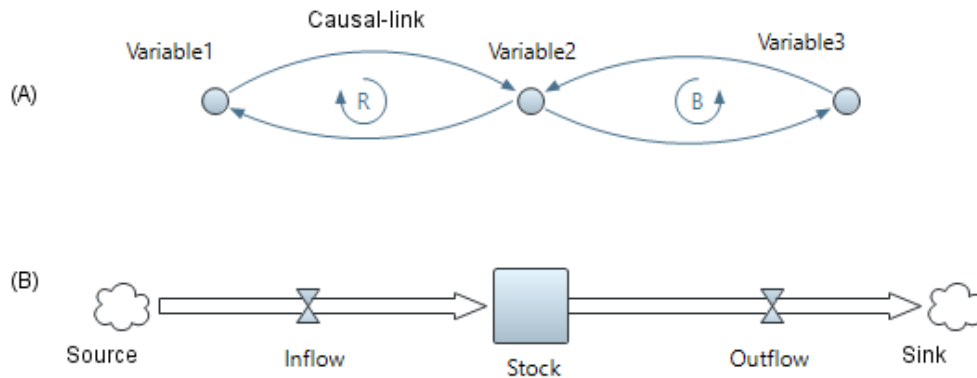 Causal-link
Variable1
Variable2
Variable3
(A)
R
B
(B)
Source
Inflow
Stock
Outflow
Sink